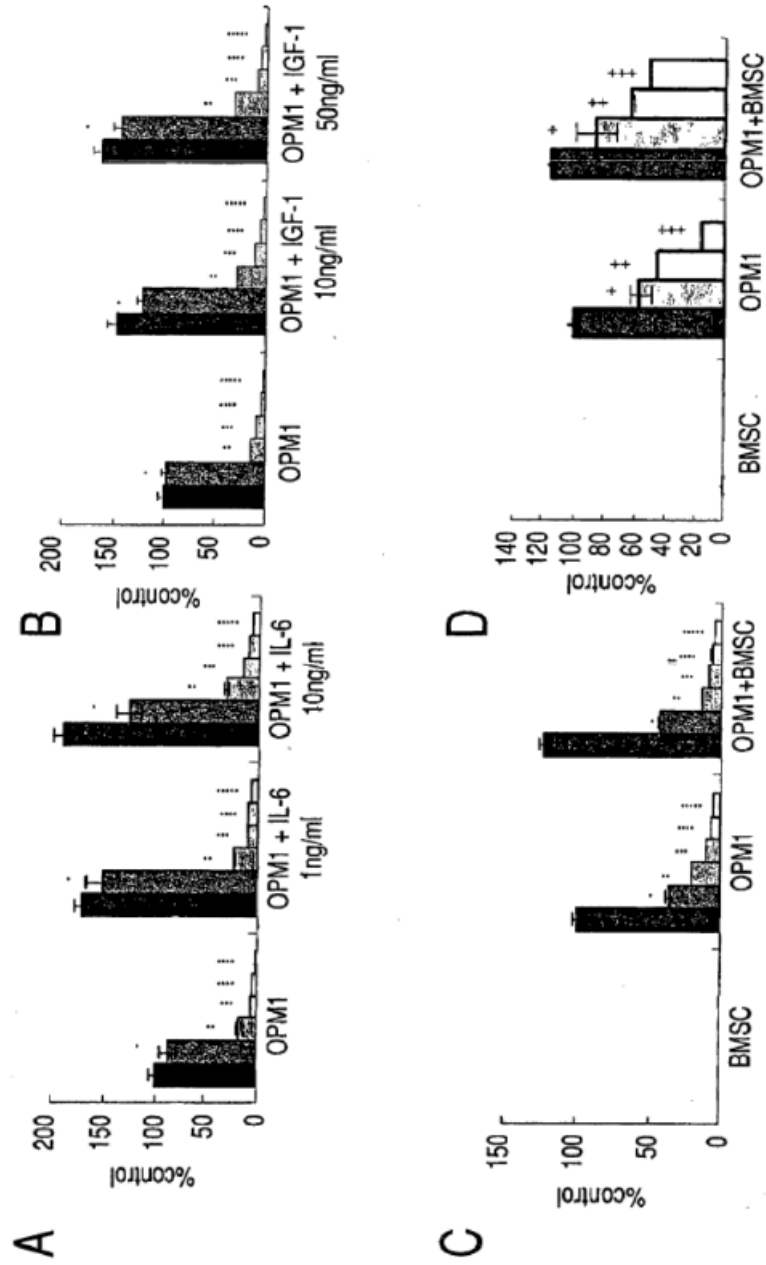 A
%control
200
150
100
50
0
OPM1
OPM1 + IL-6
1ng/ml
OPM1 + IL-6
10ng/ml
B
%control
200
150
100
50
0
OPM1
OPM1 + IGF-1
10ng/ml
OPM1 + IGF-1
50ng/ml
C
%control
150
100
50
0
BMSC
OPM1
OPM1+BMSC
D
%control
140
120
100
80
60
40
20
0
BMSC
OPM1
+
++
+++
OPM1+BMSC
+
++
+++